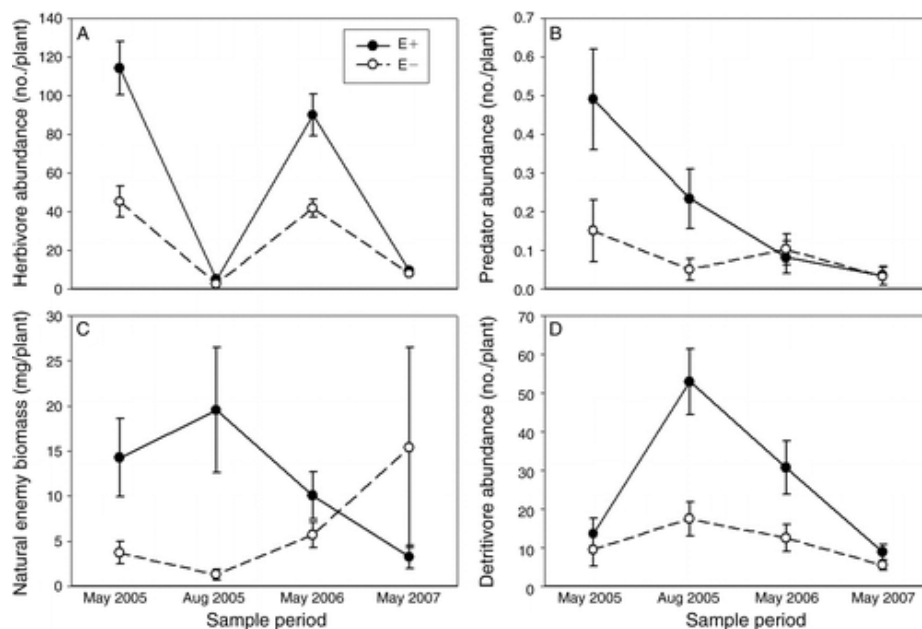 A
E+
E−
Herbivore abundance (no./plant)
140
120
100
80
60
40
20
0
B
Predator abundance (no./plant)
0.7
0.6
0.5
0.4
0.3
0.2
0.1
0.0
C
Natural enemy biomass (mg/plant)
30
25
20
15
10
5
0
May 2005 Aug 2005 May 2006 May 2007
Sample period
D
Detritivore abundance (no./plant)
70
60
50
40
30
20
10
0
May 2005 Aug 2005 May 2006 May 2007
Sample period